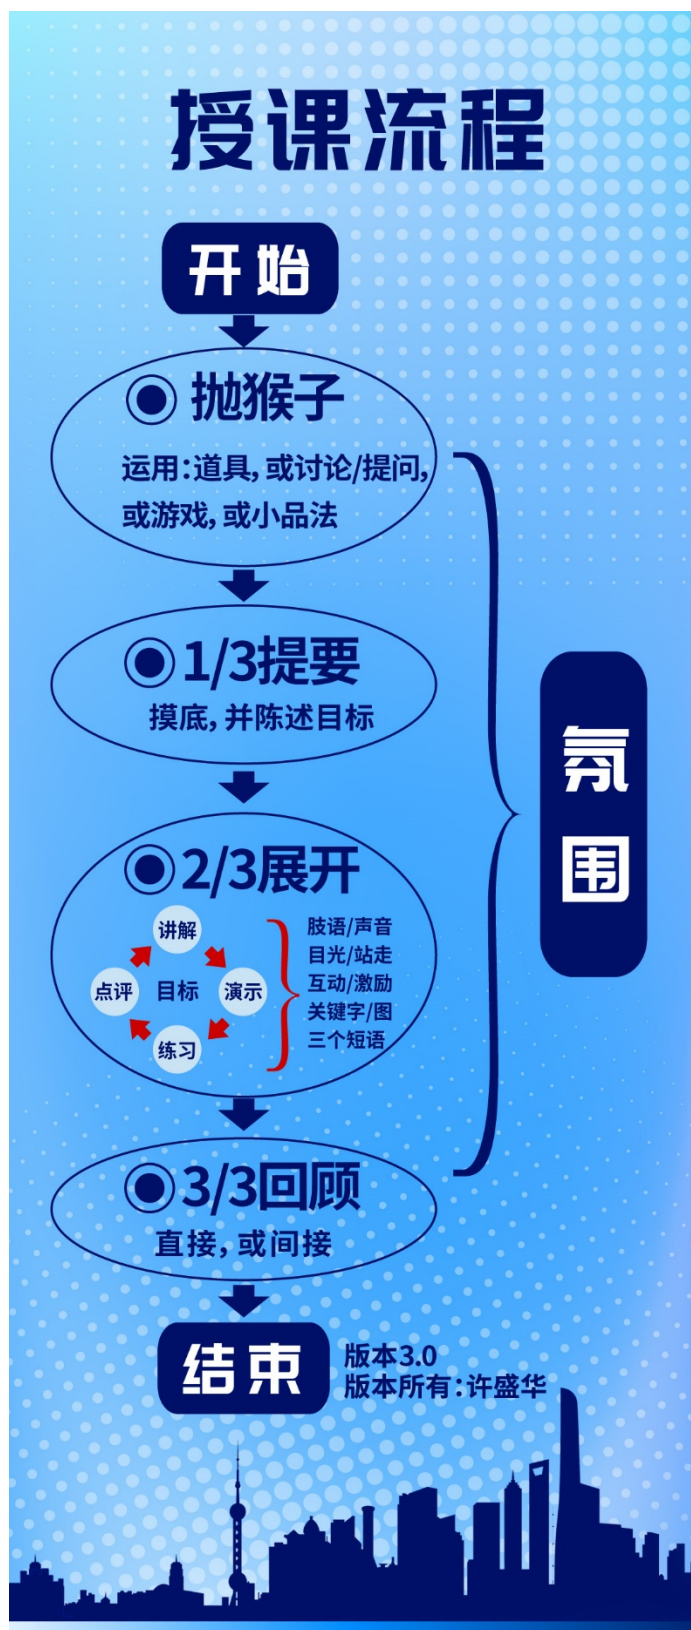 授课流程
开始
抛猴子
运用：道具，或讨论/提问，
或游戏，或小品法
1/3提要
摸底，并陈述目标
2/3展开
讲解
点评
目标
演示
练习
肢语/声音
目光/站走
互动/激励
关键字/图
三个短语
3/3回顾
直接，或间接
氛
围
结束
版本3.0
版本所有：许盛华